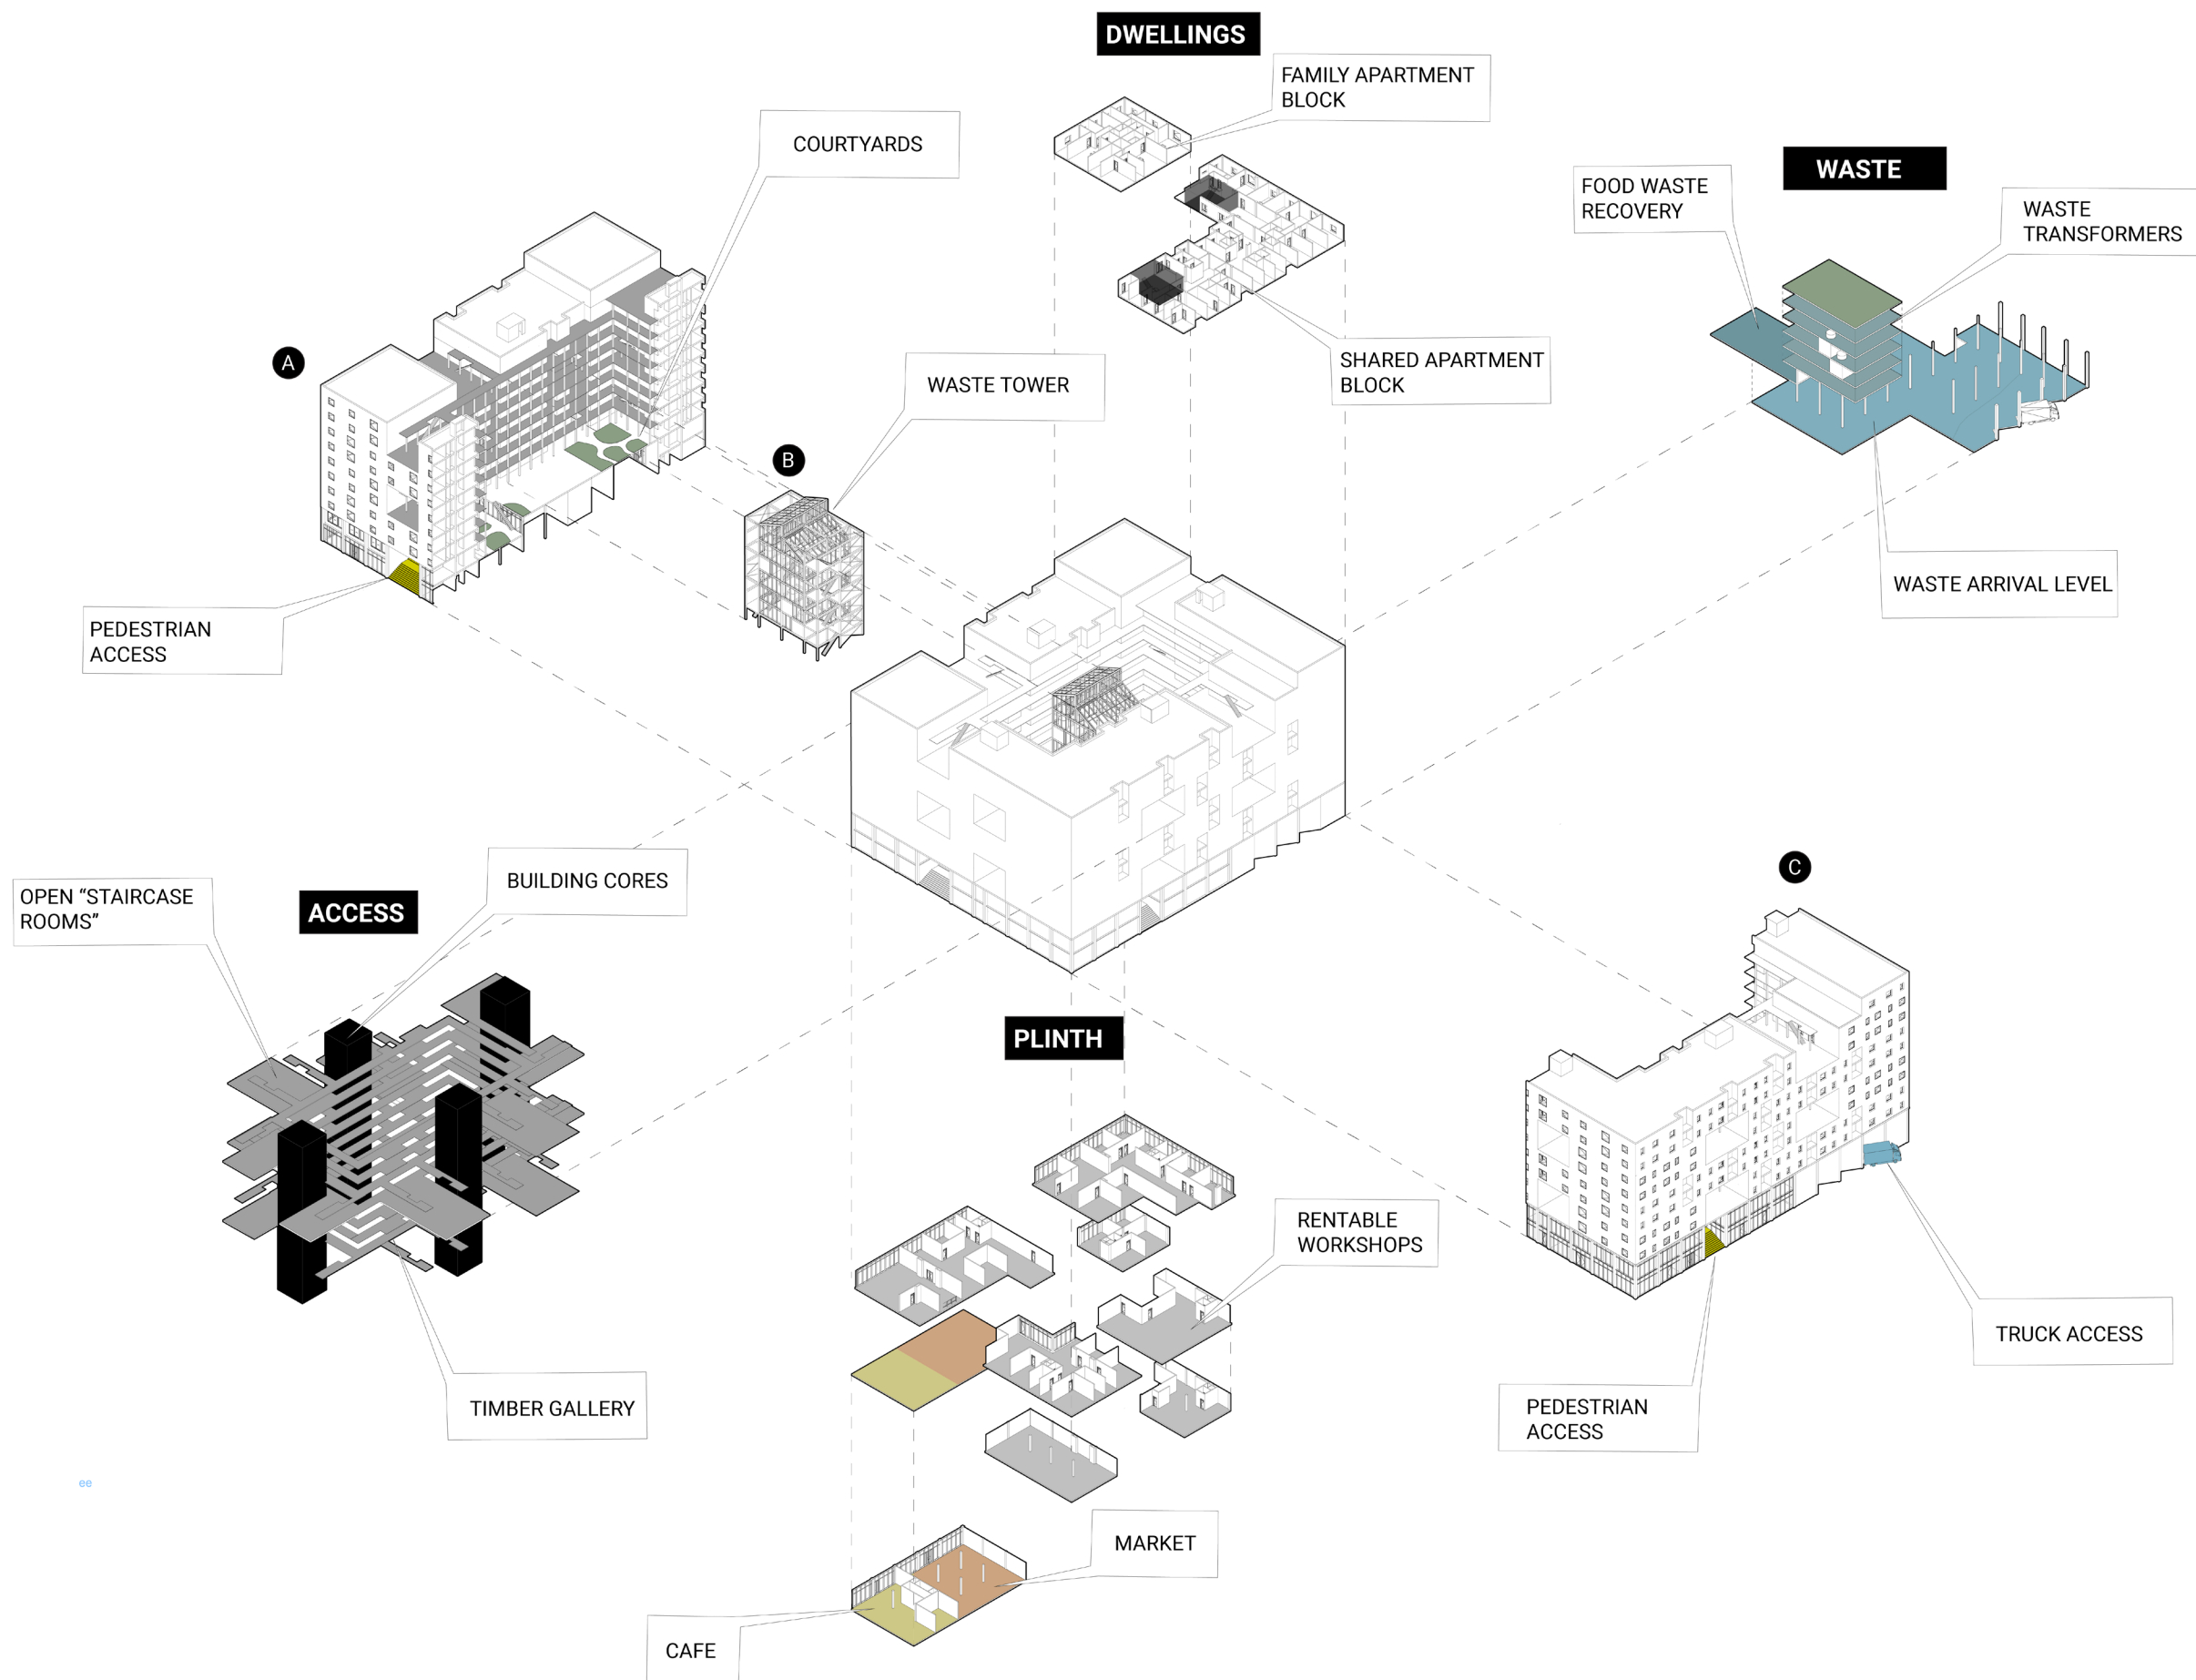 DWELLINGS
FAMILY APARTMENT
BLOCK
COURTYARDS
WASTE
FOOD WASTE
RECOVERY
WASTE
TRANSFORMERS
A
WASTE TOWER
SHARED APARTMENT
BLOCK
B
WASTE ARRIVAL LEVEL
PEDESTRIAN
ACCESS
C
BUILDING CORES
OPEN “STAIRCASE
ROOMS”
ACCESS
PLINTH
RENTABLE
WORKSHOPS
TRUCK ACCESS
TIMBER GALLERY
PEDESTRIAN
ACCESS
ee
MARKET
CAFE